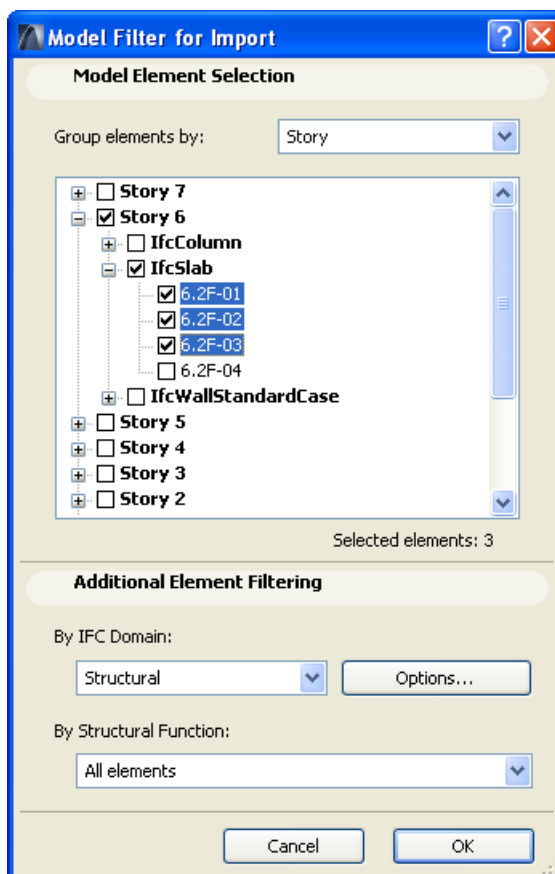 Model Filter for Import
Model Element Selection
Group elements by: Story
Story 7
Story 6
IfcColumn
IfcSlab
6.2F-01
6.2F-02
6.2F-03
6.2F-04
IfcWallStandardCase
Story 5
Story 4
Story 3
Story 2
Selected elements: 3
Additional Element Filtering
By IFC Domain:
Structural Options...
By Structural Function:
All elements
Cancel OK